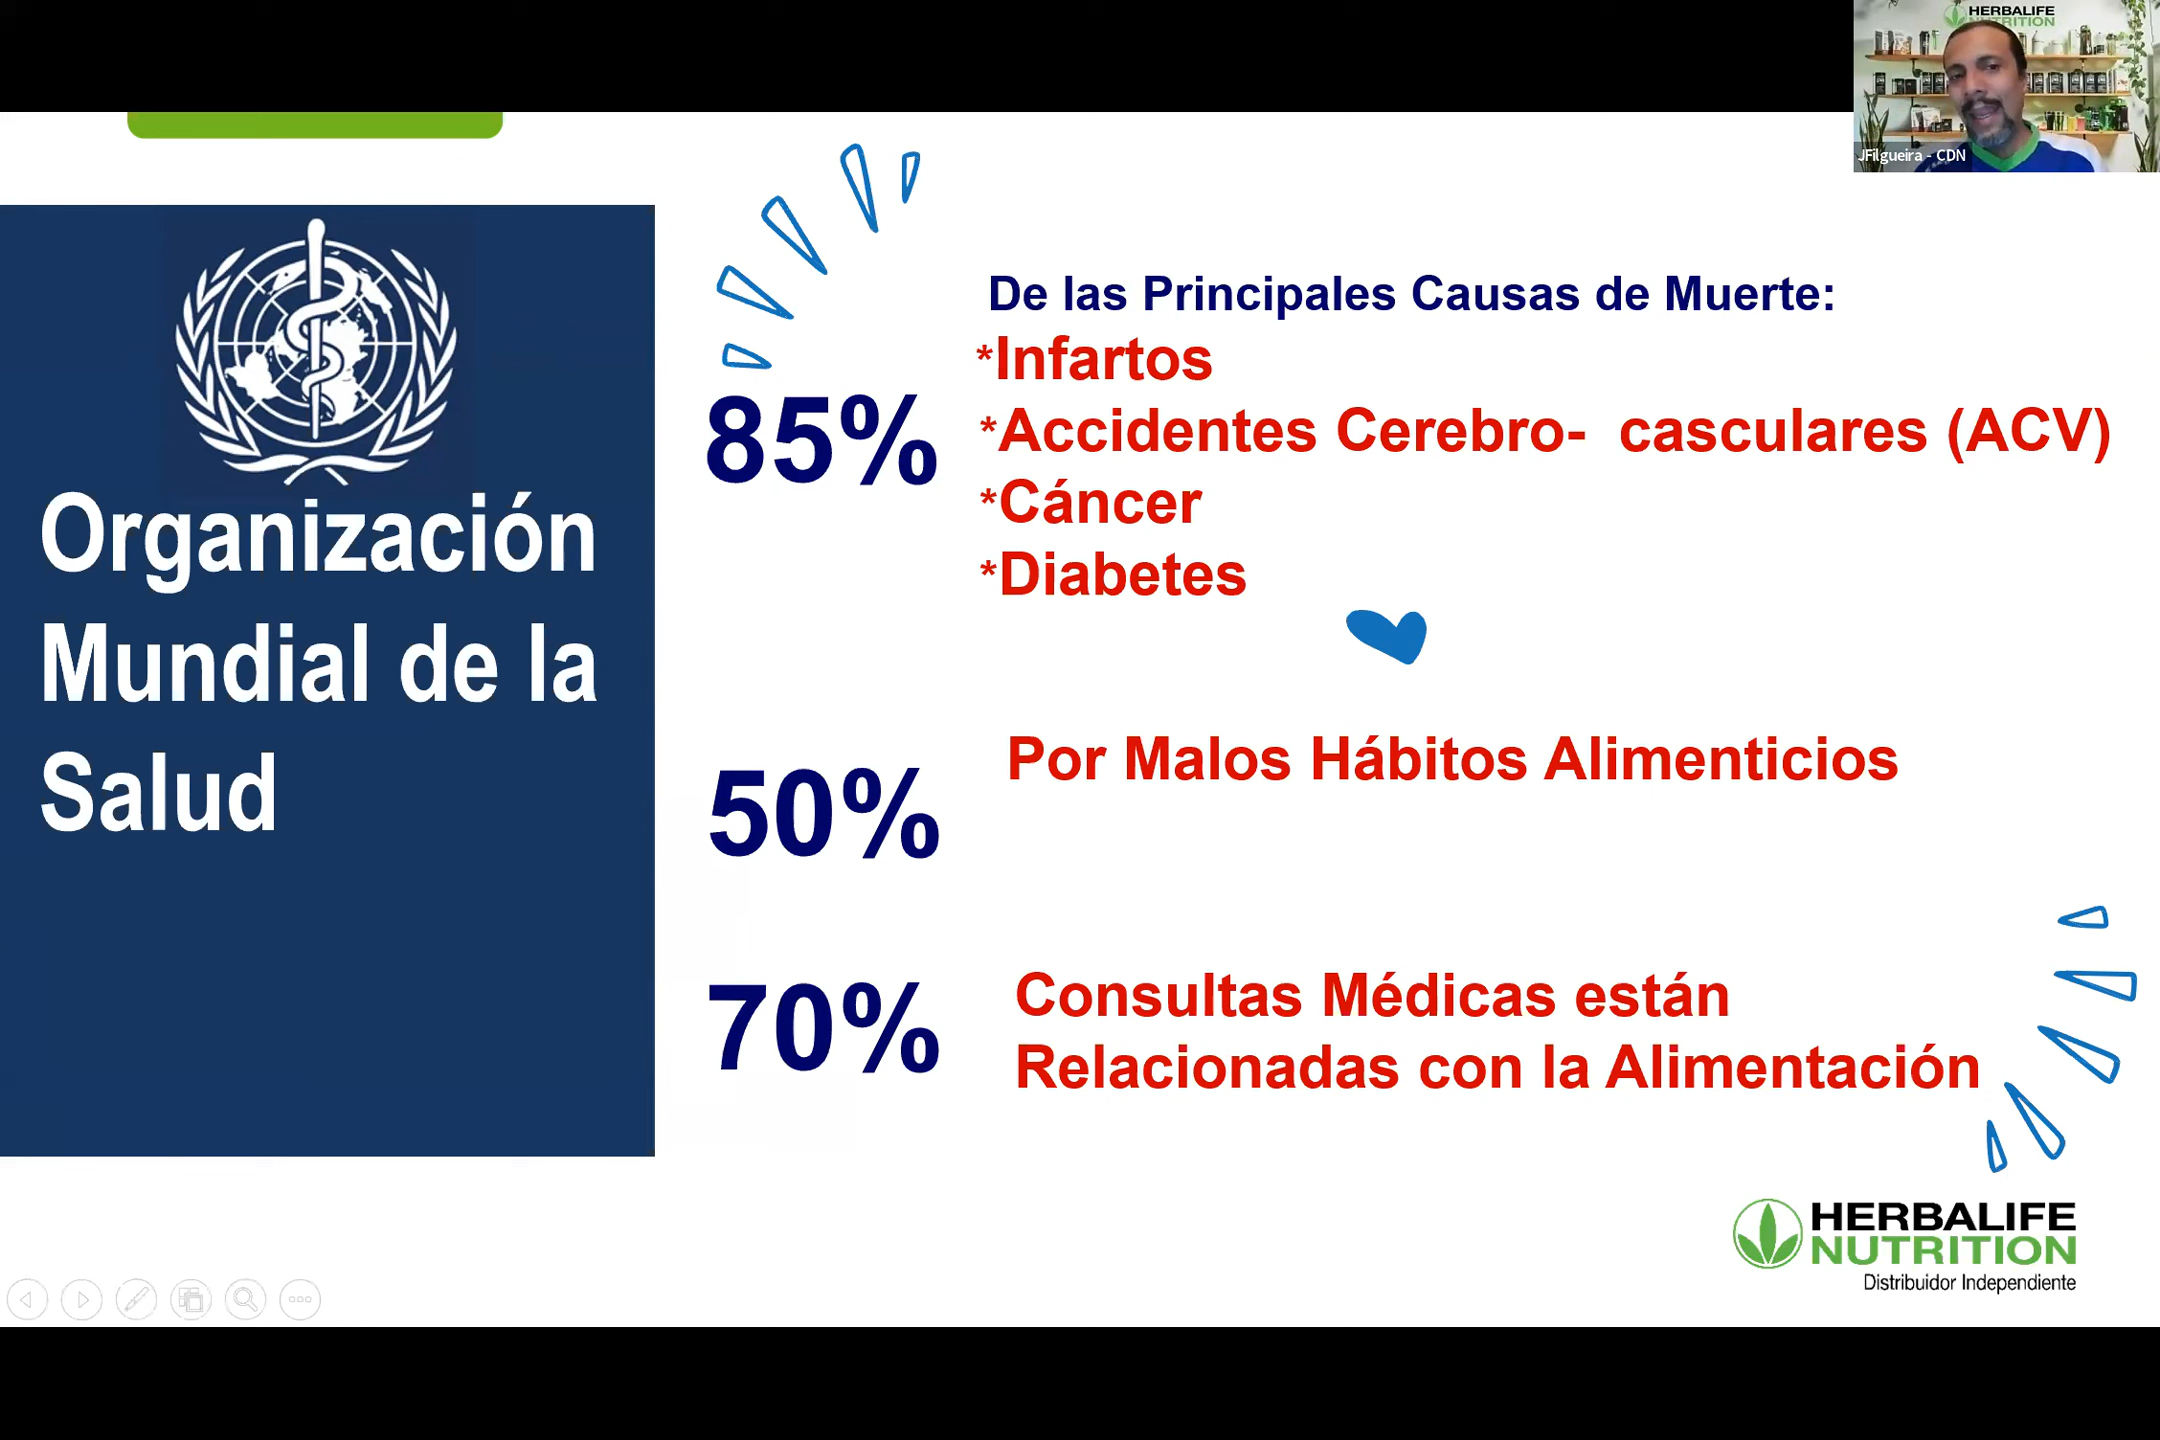 HERBALIFE
NUTRITION
JFilgueira - CDN
Organización
Mundial de la
Salud
85%
De las Principales Causas de Muerte:
*Infartos
*Accidentes Cerebro- casculares (ACV)
*Cáncer
*Diabetes
50%
Por Malos Hábitos Alimenticios
70%
Consultas Médicas están
Relacionadas con la Alimentación
HERBALIFE
NUTRITION
Distribuidor Independiente